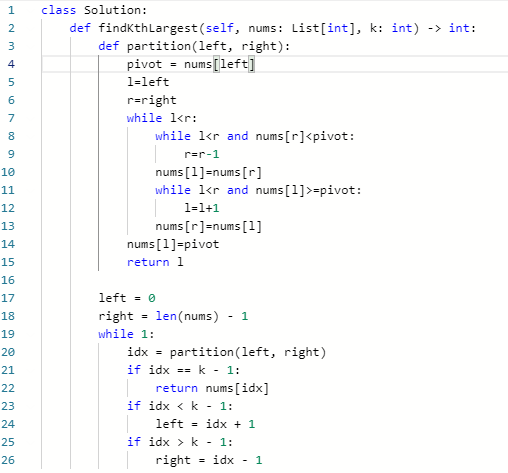 1 class Solution:
2     def findKthLargest(self, nums: List[int], k: int) -> int:
3         def partition(left, right):
4             pivot = nums[left]
5             l=left
6             r=right
7             while l<r:
8                 while l<r and nums[r]<pivot:
9                     r=r-1
10                 nums[l]=nums[r]
11                 while l<r and nums[l]>=pivot:
12                     l=l+1
13                 nums[r]=nums[l]
14             nums[l]=pivot
15             return l
16
17         left = 0
18         right = len(nums) - 1
19         while 1:
20             idx = partition(left, right)
21             if idx == k - 1:
22                 return nums[idx]
23             if idx < k - 1:
24                 left = idx + 1
25             if idx > k - 1:
26                 right = idx - 1